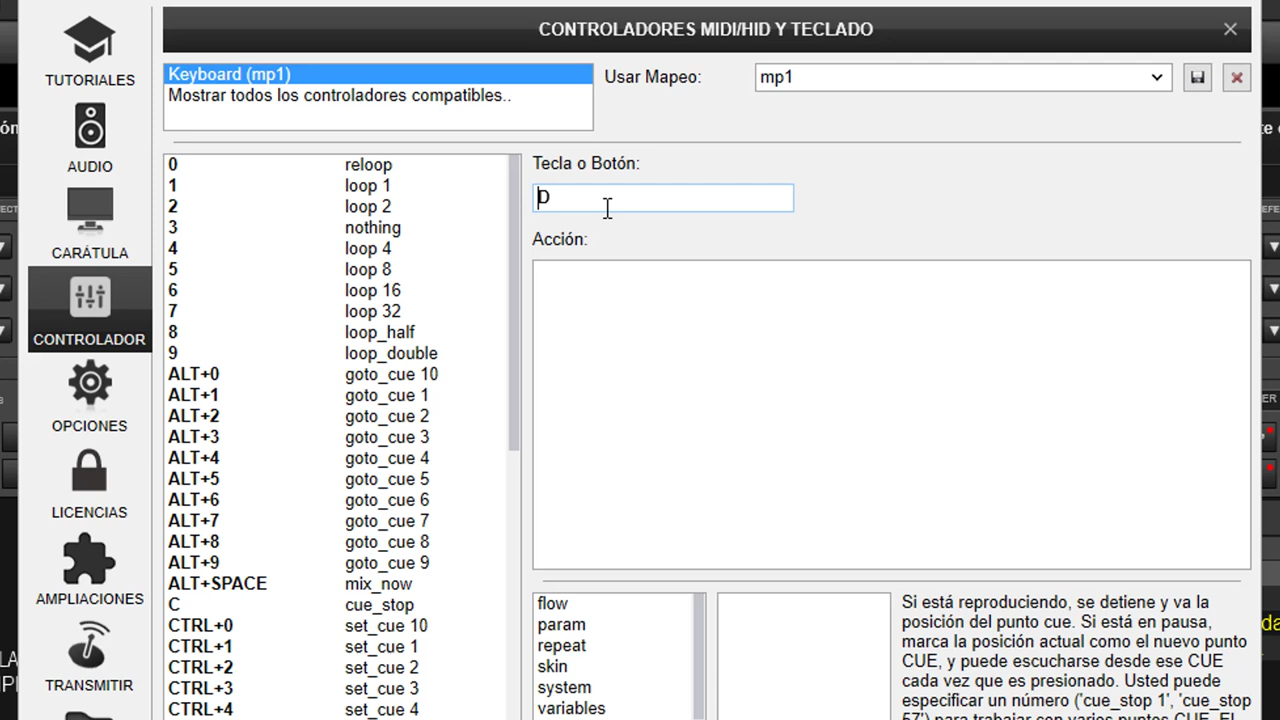 CONTROLADORES MIDI/HID Y TECLADO
TUTORIALES
AUDIO
CARÁTULA
CONTROLADOR
OPCIONES
LICENCIAS
AMPLIACIONES
TRANSMITIR
Keyboard (mp1)
Mostrar todos los controladores compatibles..
Usar Mapeo:
mp1
0 reloop
1 loop 1
2 loop 2
3 nothing
4 loop 4
5 loop 8
6 loop 16
7 loop 32
8 loop_half
9 loop_double
ALT+0 goto_cue 10
ALT+1 goto_cue 1
ALT+2 goto_cue 2
ALT+3 goto_cue 3
ALT+4 goto_cue 4
ALT+5 goto_cue 5
ALT+6 goto_cue 6
ALT+7 goto_cue 7
ALT+8 goto_cue 8
ALT+9 goto_cue 9
ALT+SPACE mix_now
C cue_stop
CTRL+0 set_cue 10
CTRL+1 set_cue 1
CTRL+2 set_cue 2
CTRL+3 set_cue 3
CTRL+4 set_cue 4
Tecla o Botón:
D
Acción:
flow
param
repeat
skin
system
variables
Si está reproduciendo, se detiene y va la
posición del punto cue. Si está en pausa,
marca la posición actual como el nuevo punto
CUE, y puede escucharse desde ese CUE
cada vez que es presionado. Usted puede
especificar un número ('cue_stop 1', 'cue_stop
57') para trabajar con varios puntos CUE. El